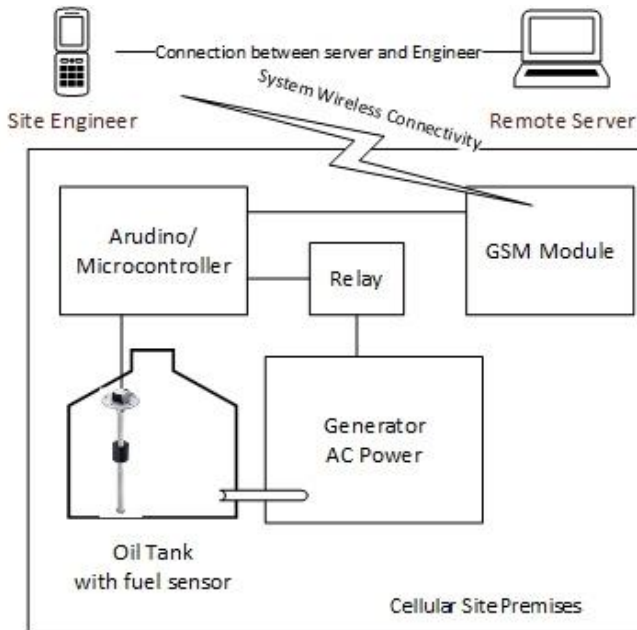 Connection between server and Engineer
System Wireless Connectivity
Site Engineer
Remote Server
Arudino/
Microcontroller
Relay
GSM Module
Generator
AC Power
Oil Tank
with fuel sensor
Cellular Site Premises